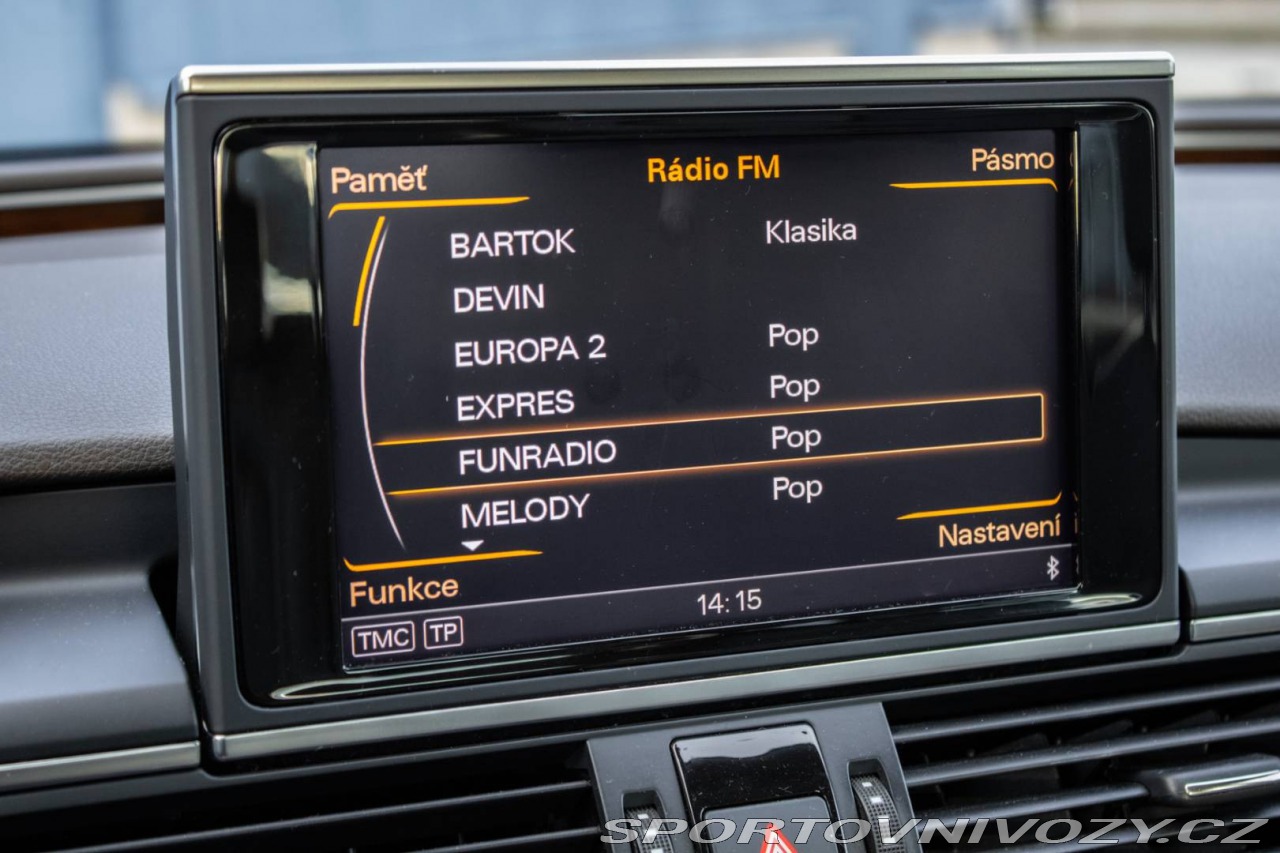 Paměť Rádio FM Pásmo
BARTOK Klasika
DEVIN
EUROPA 2 Pop
EXPRES Pop
FUNRADIO Pop
MELODY Pop
Funkce Nastavení
14:15
TMC TP
SPORTOVNIVOZY.CZ